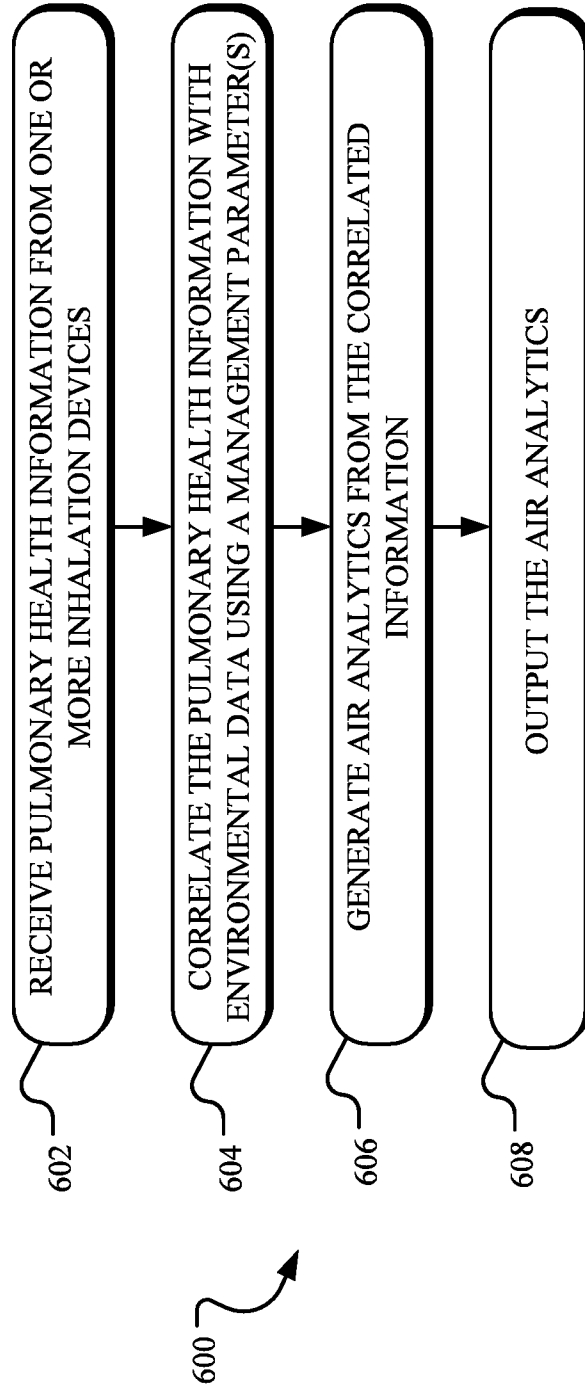 600
602
RECEIVE PULMONARY HEALTH INFORMATION FROM ONE OR
MORE INHALATION DEVICES
604
CORRELATE THE PULMONARY HEALTH INFORMATION WITH
ENVIRONMENTAL DATA USING A MANAGEMENT PARAMETER(S)
606
GENERATE AIR ANALYTICS FROM THE CORRELATED
INFORMATION
608
OUTPUT THE AIR ANALYTICS